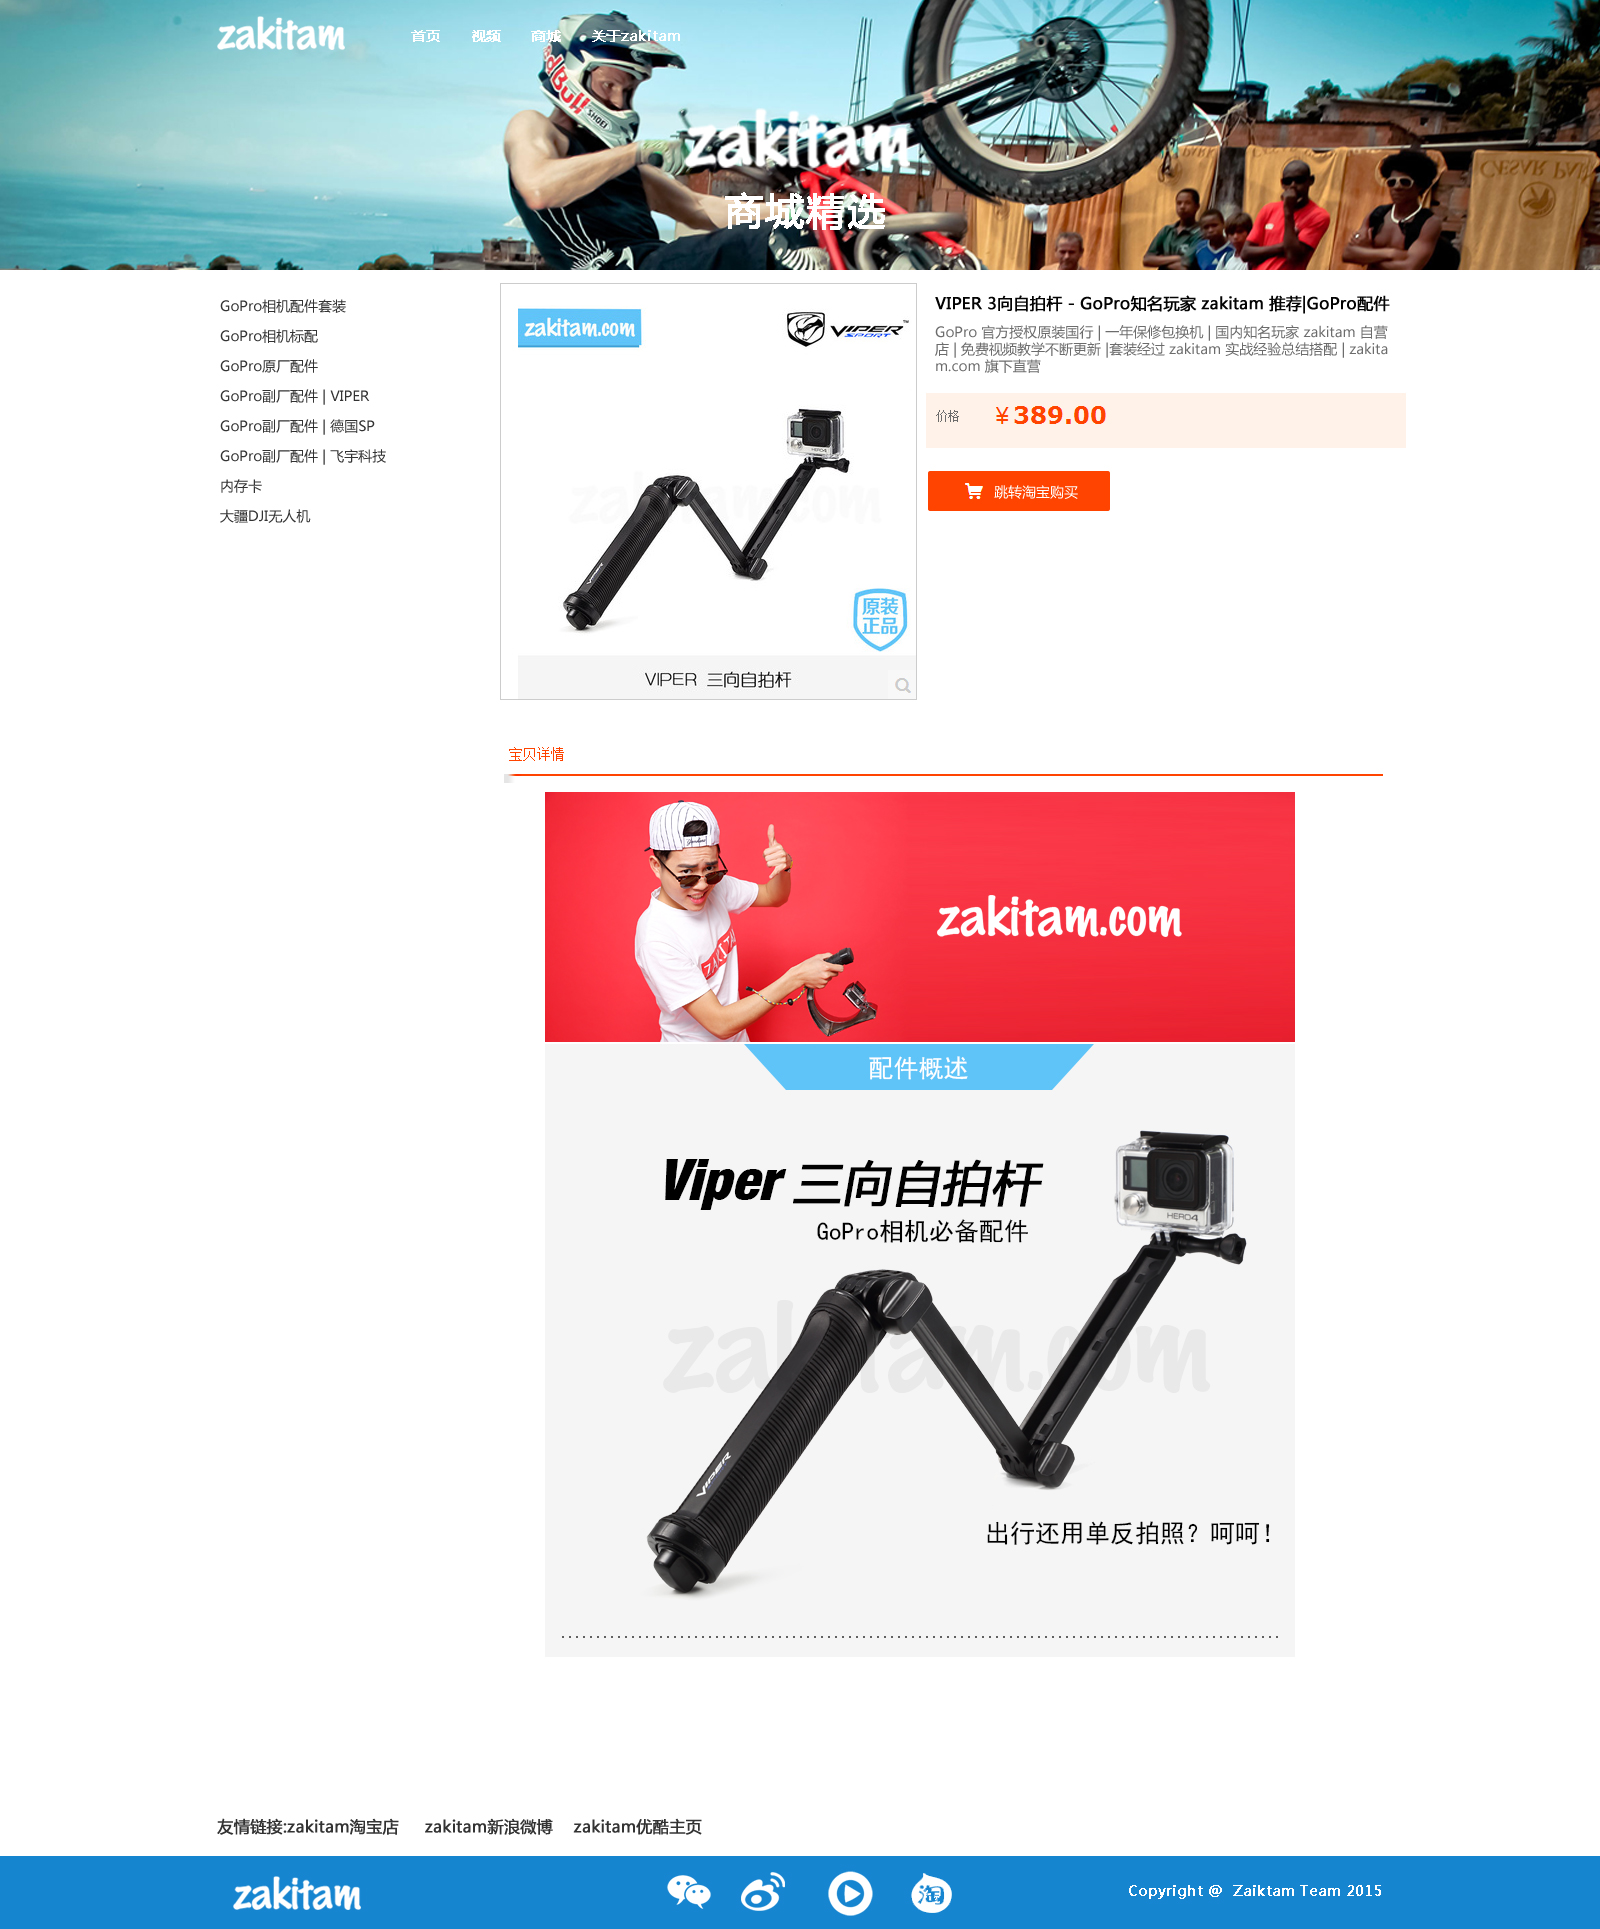 zakitam
首页 视频 商城 关于zakitam
Red Bull
MARZOCCHI
zakitam
商城精选
GoPro相机配件套装
GoPro相机标配
GoPro原厂配件
GoPro副厂配件 | VIPER
GoPro副厂配件 | 德国SP
GoPro副厂配件 | 飞宇科技
内存卡
大疆DJI无人机
zakitam.com
VIPER™
SPORT
HERO4
zakitam.com
VIPER
原装
正品
VIPER 三向自拍杆
VIPER 3向自拍杆 - GoPro知名玩家 zakitam 推荐|GoPro配件
GoPro 官方授权原装国行 | 一年保修包换机 | 国内知名玩家 zakitam 自营
店 | 免费视频教学不断更新 |套装经过 zakitam 实战经验总结搭配 | zakita
m.com 旗下直营
价格 ¥389.00
跳转淘宝购买
宝贝详情
zakitam.com
配件概述
Viper 三向自拍杆
GoPro相机必备配件
HERO4
zakitam.com
VIPER
出行还用单反拍照？呵呵！
友情链接:zakitam淘宝店 zakitam新浪微博 zakitam优酷主页
zakitam
淘
Copyright @ Zaiktam Team 2015